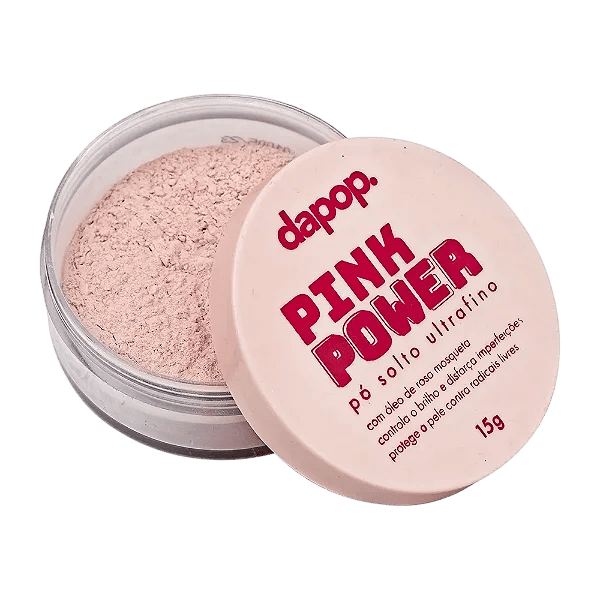 dapop.
PINK
POWER
pó solto ultrafino
com óleo de rosa mosqueta
controla o brilho e disfarça imperfeições
protege a pele contra radicais livres
15g